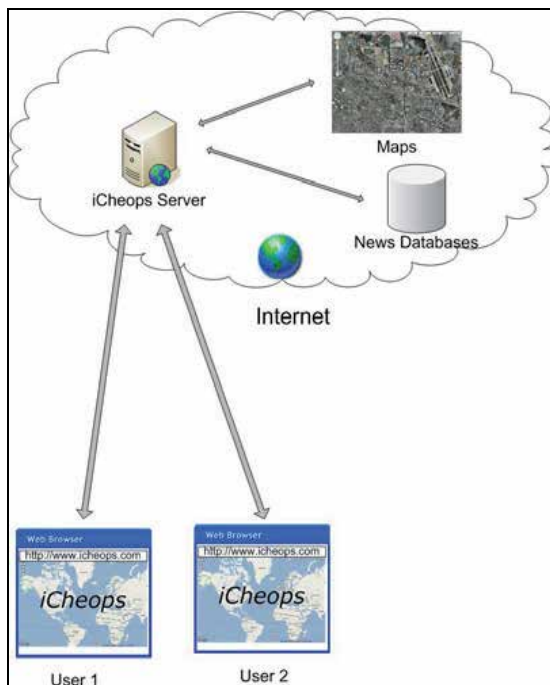 Maps
iCheops Server
News Databases
Internet
Web Browser
http://www.icheops.com
iCheops
User 1
Web Browser
http://www.icheops.com
iCheops
User 2